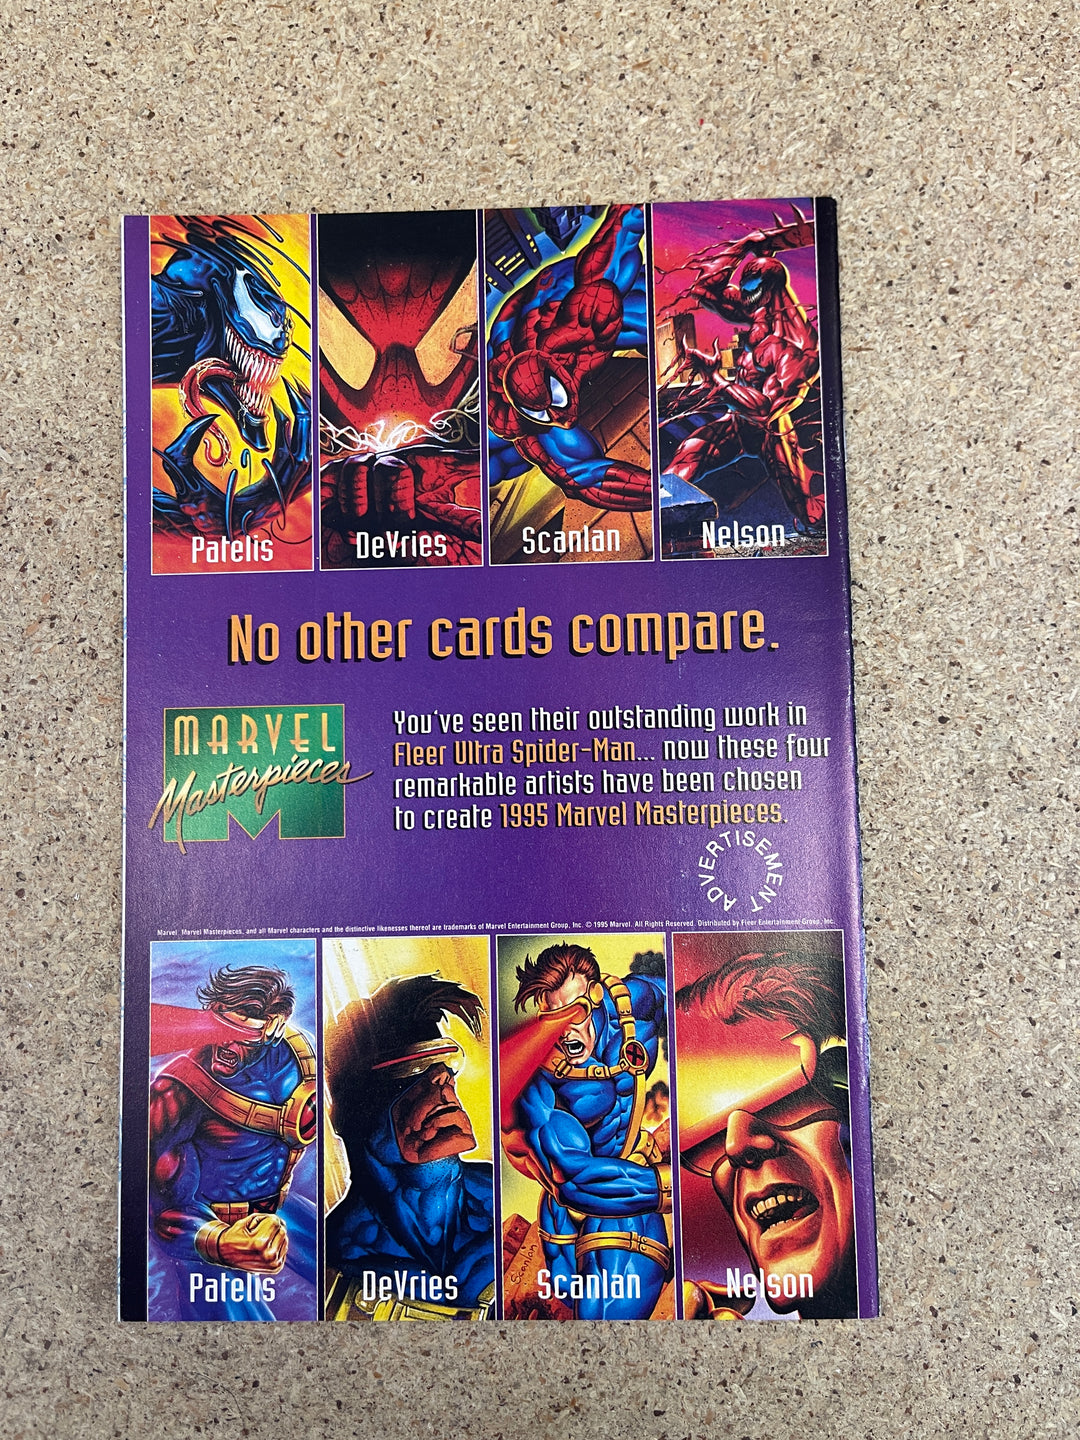 Patelis
DeVries
Scanlan
Nelson
No other cards compare.
MARVEL
Masterpieces
M
You've seen their outstanding work in
Fleer Ultra Spider-Man... now these four
remarkable artists have been chosen
to create 1995 Marvel Masterpieces.
ADVERTISEMENT
Marvel, Marvel Masterpieces, and all Marvel characters and the distinctive likenesses thereof are trademarks of Marvel Entertainment Group, Inc. © 1995 Marvel. All Rights Reserved. Distributed by Fleer Entertainment Group, Inc.
Patelis
DeVries
Scanlan
Scanlan
Nelson